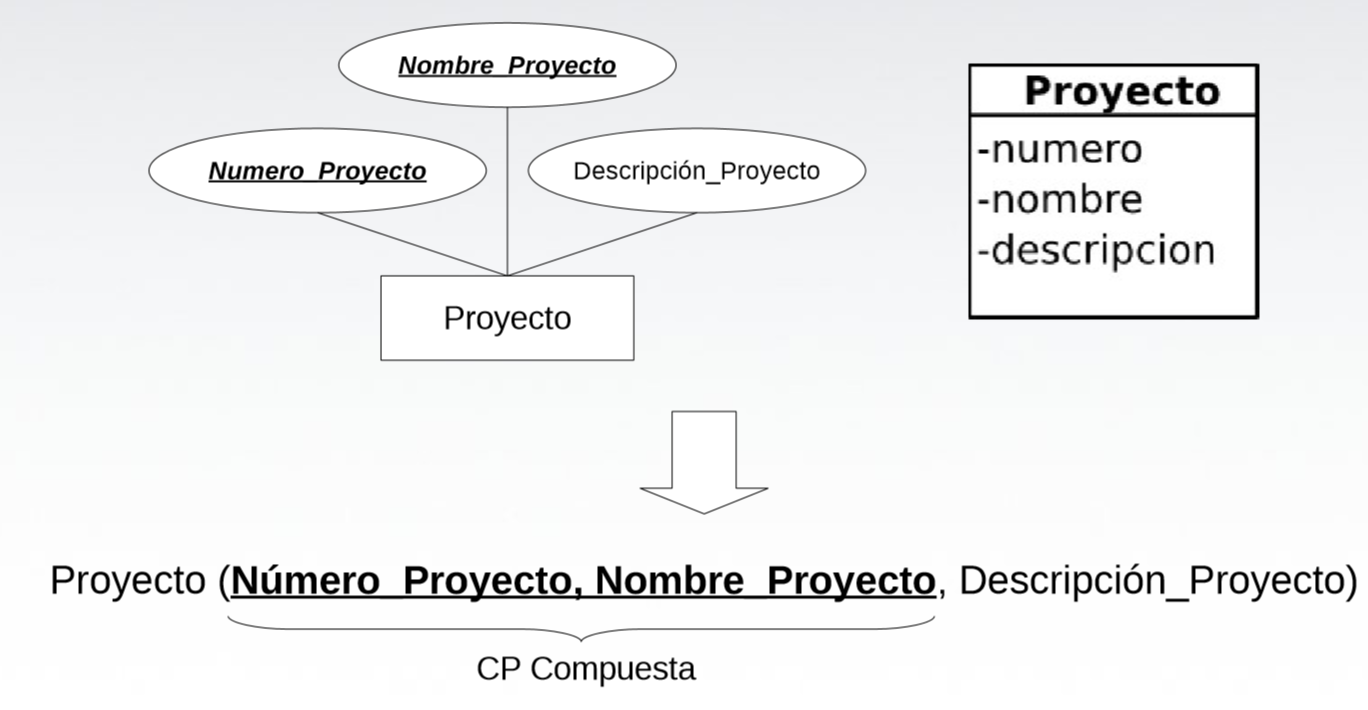 Nombre_Proyecto
Numero_Proyecto
Descripción_Proyecto
Proyecto
Proyecto
-numero
-nombre
-descripcion
Proyecto (Número_Proyecto, Nombre_Proyecto, Descripción_Proyecto)
CP Compuesta